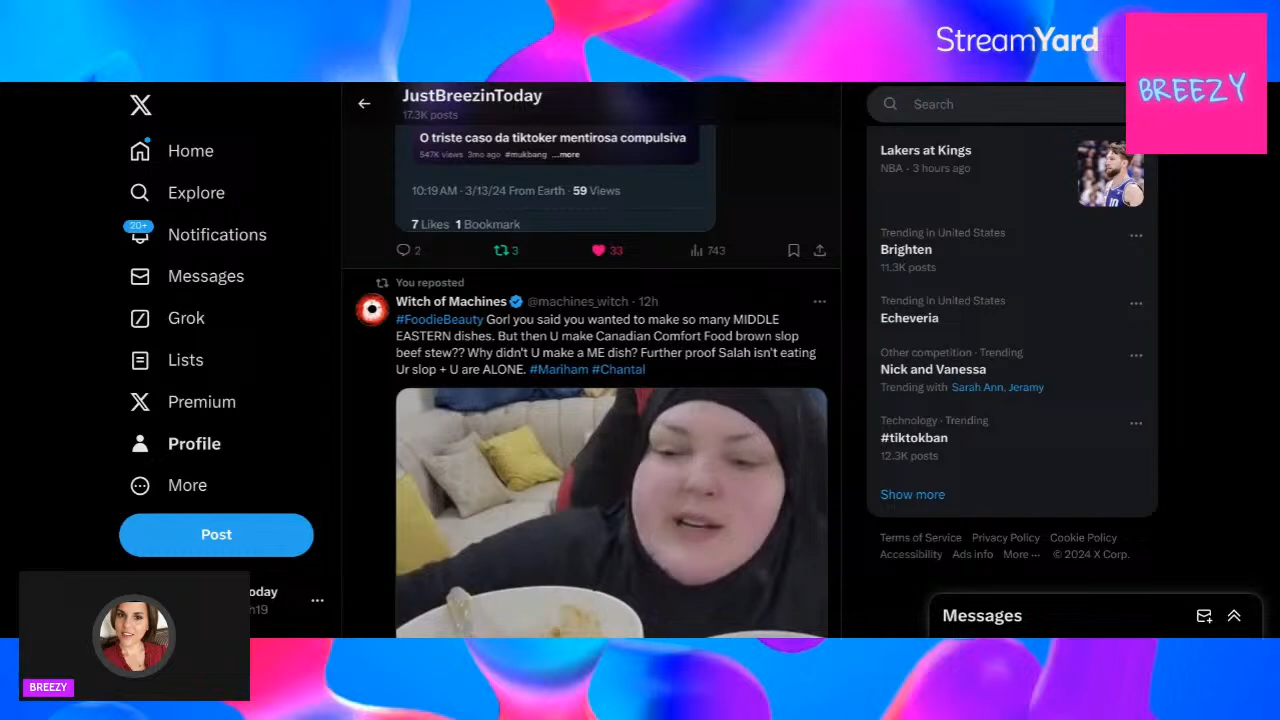 StreamYard
BREEZY
Home
Explore
20+
Notifications
Messages
Grok
Lists
Premium
Profile
More
Post
oday
h19
BREEZY
JustBreezinToday
17.3K posts
O triste caso da tiktoker mentirosa compulsiva
547K views 3mo ago #mukbang ...more
10:19 AM · 3/13/24 From Earth · 59 Views
7 Likes 1 Bookmark
2 3 33 743
You reposted
Witch of Machines @machines_witch · 12h
#FoodieBeauty Gorl you said you wanted to make so many MIDDLE
EASTERN dishes. But then U make Canadian Comfort Food brown slop
beef stew?? Why didn't U make a ME dish? Further proof Salah isn't eating
Ur slop + U are ALONE. #Mariham #Chantal
Search
Lakers at Kings
NBA · 3 hours ago
Trending in United States
Brighten
11.3K posts
Trending in United States
Echeveria
Other competition · Trending
Nick and Vanessa
Trending with Sarah Ann, Jeramy
Technology · Trending
#tiktokban
12.3K posts
Show more
Terms of Service Privacy Policy Cookie Policy
Accessibility Ads info More ··· © 2024 X Corp.
Messages